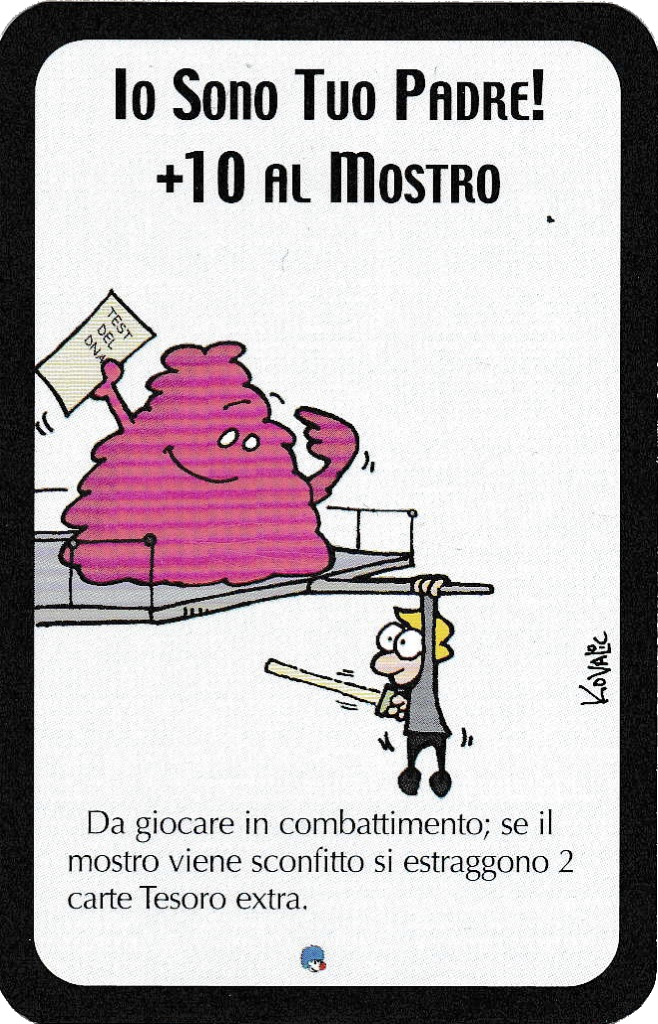 Io Sono Tuo Padre!
+10 al Mostro
TEST
DEL
DNA
KOVALIC
Da giocare in combattimento; se il
mostro viene sconfitto si estraggono 2
carte Tesoro extra.